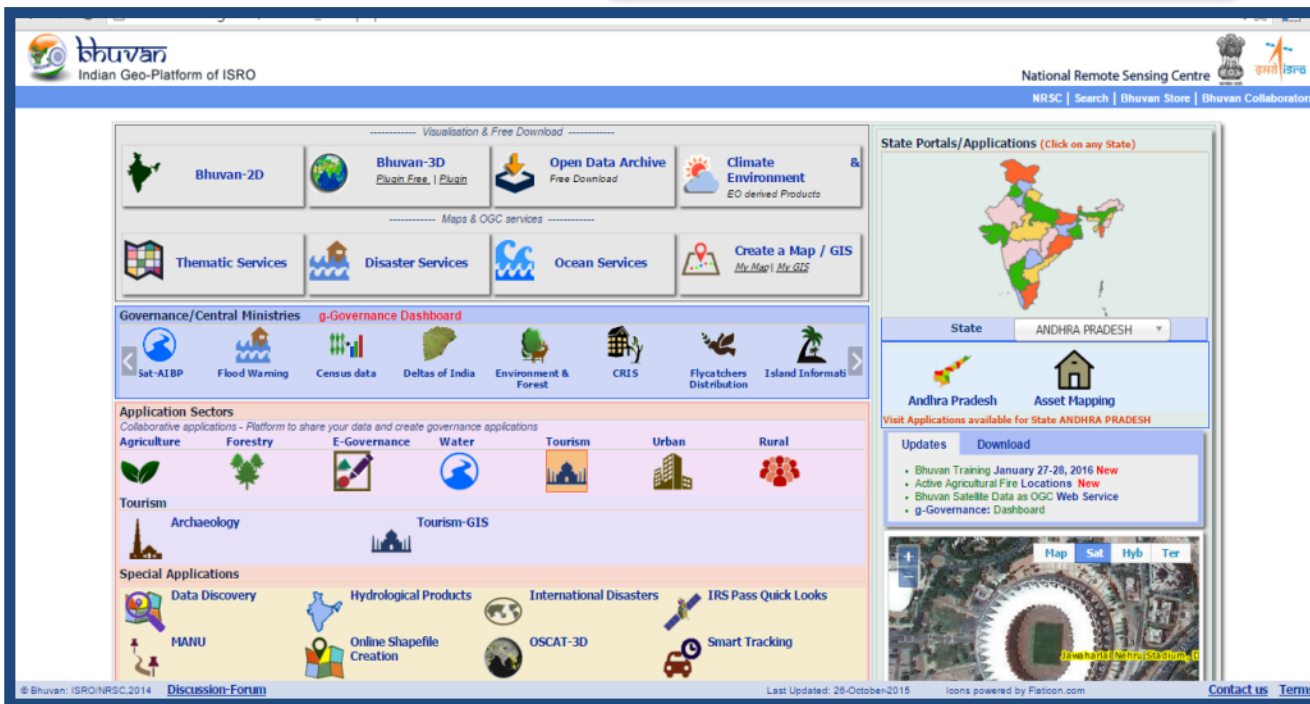 bhuvan
Indian Geo-Platform of ISRO
National Remote Sensing Centre
इसरो isro
NRSC | Search | Bhuvan Store | Bhuvan Collaborators
------------ Visualisation & Free Download ------------
Bhuvan-2D
Bhuvan-3D
Plugin Free | Plugin
Open Data Archive
Free Download
Climate & Environment
EO derived Products
------------ Maps & OGC services ------------
Thematic Services
Disaster Services
Ocean Services
Create a Map / GIS
My Map | My GIS
Governance/Central Ministries g-Governance Dashboard
Sat-AIBP
Flood Warning
Census data
Deltas of India
Environment &
Forest
CRIS
Flycatchers
Distribution
Island Informati
Application Sectors
Collaborative applications - Platform to share your data and create governance applications
Agriculture Forestry E-Governance Water Tourism Urban Rural
Tourism
Archaeology Tourism-GIS
Special Applications
Data Discovery Hydrological Products International Disasters IRS Pass Quick Looks
MANU
Online Shapefile
Creation
OSCAT-3D
Smart Tracking
State Portals/Applications (Click on any State)
State ANDHRA PRADESH
Andhra Pradesh Asset Mapping
Visit Applications available for State ANDHRA PRADESH
Updates Download
Bhuvan Training January 27-28, 2016 New
Active Agricultural Fire Locations New
Bhuvan Satellite Data as OGC Web Service
g-Governance: Dashboard
+
−
Map Sat Hyb Ter
Jawaharlal Nehru Stadium, D
© Bhuvan: ISRO/NRSC,2014 Discussion-Forum Last Updated: 26-October-2015 Icons powered by Flaticon.com Contact us Terms